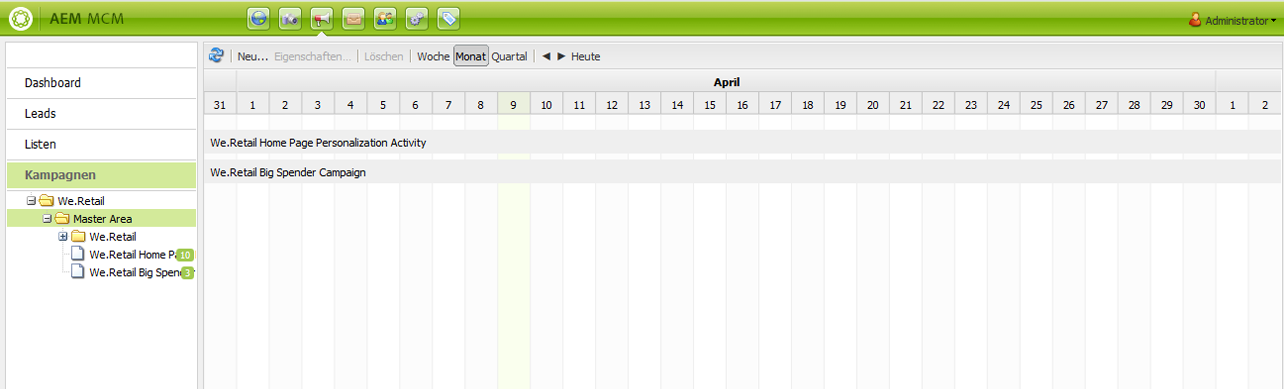 AEM MCM
Administrator
Dashboard
Leads
Listen
Kampagnen
We.Retail
Master Area
We.Retail
We.Retail Home Pa 10
We.Retail Big Spend 3
Neu... Eigenschaften... Löschen Woche Monat Quartal Heute
April
31 1 2 3 4 5 6 7 8 9 10 11 12 13 14 15 16 17 18 19 20 21 22 23 24 25 26 27 28 29 30 1 2
We.Retail Home Page Personalization Activity
We.Retail Big Spender Campaign